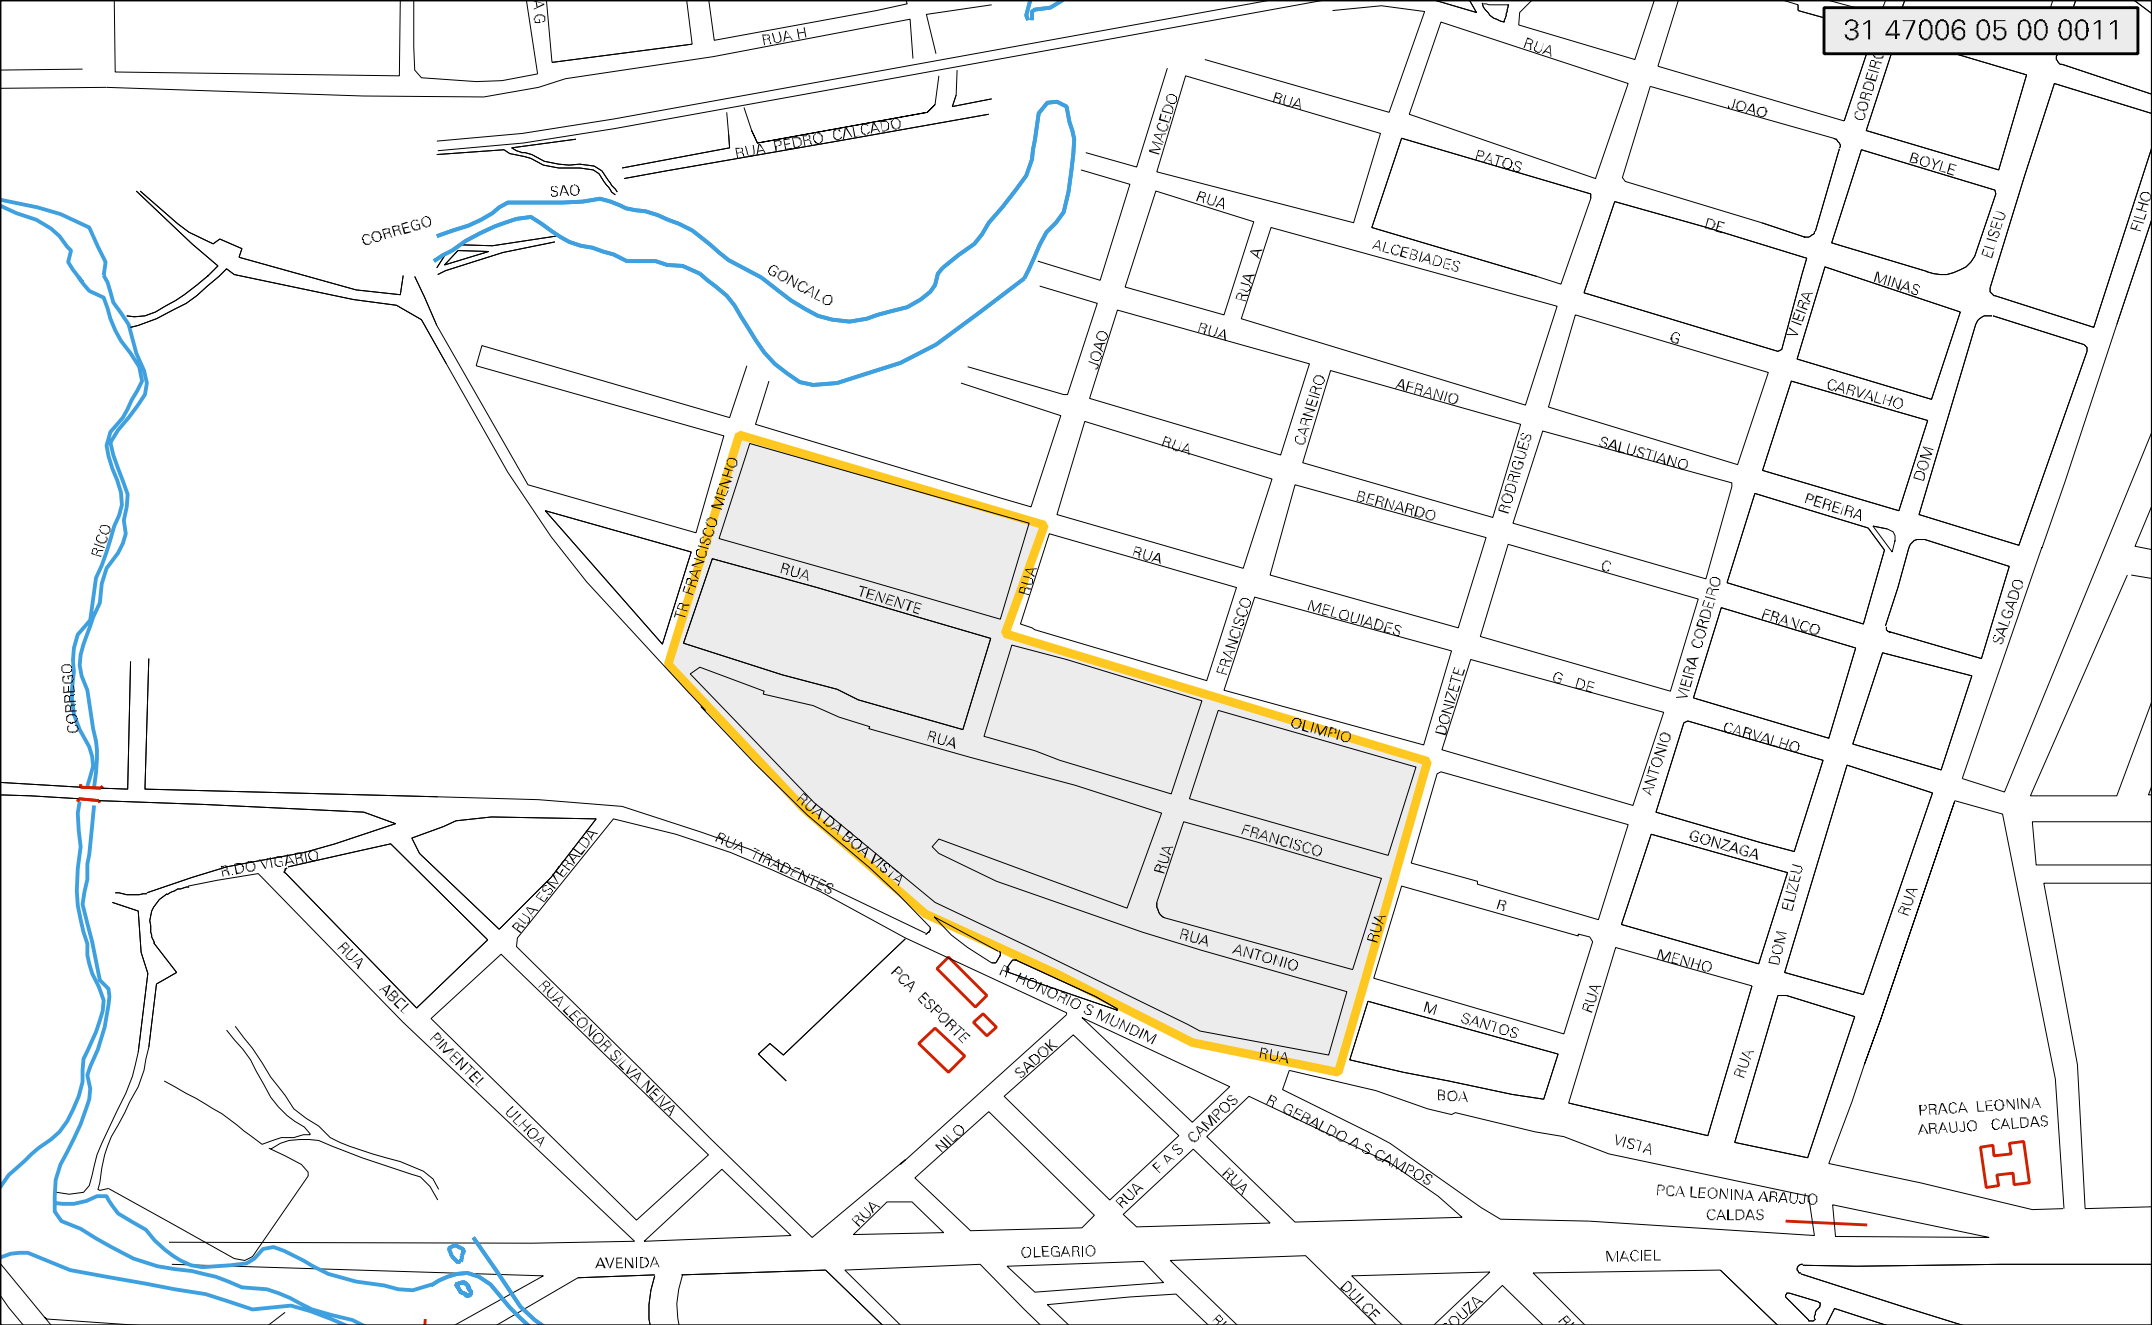 31 47006 05 00 0011
RUA H
RUA
CORDEIRO
JOAO
RUA
MACEDO
RUA PEDRO CALCADO
PATOS
BOYLE
SAO
RUA
FILHO
CORREGO
DE
ELISEU
ALCEBIADES
RUA A
GONCALO
MINAS
VIEIRA
RUA
G
JOAO
AFRANIO
CARVALHO
CARNEIRO
RUA
SALUSTIANO
RODRIGUES
DOM
TR FRANCISCO MENHO
BERNARDO
PEREIRA
RICO
RUA
C
RUA
RUA
TENENTE
MELQUIADES
FRANCISCO
VIEIRA CORDEIRO
FRANCO
SALGADO
CORREGO
G DE
DONIZETE
OLIMPIO
CARVALHO
RUA
ANTONIO
RUA DA BOA VISTA
RUA TIRADENTES
FRANCISCO
GONZAGA
R.DO VIGARIO
RUA ESMERALDA
RUA
ELIZEU
RUA
R
RUA
RUA
ANTONIO
DOM
MENHO
RUA
ABEL
PCA ESPORTE
R HONORIO S MUNDIM
RUA
M SANTOS
RUA LEONOR SILVA NEIVA
PIMENTEL
SADOK
RUA
RUA
BOA
ULHOA
NILO
RUA F A S CAMPOS
R GERALDO A S CAMPOS
PRACA LEONINA
ARAUJO CALDAS
VISTA
RUA
RUA
PCA LEONINA ARAUJO
CALDAS
AVENIDA
OLEGARIO
MACIEL
DULCE